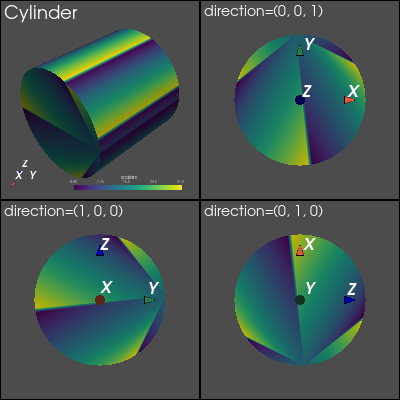 Cylinder
Z
X Y
scalars
direction=(0, 0, 1)
Y
Z
X
direction=(1, 0, 0)
Z
X
Y
direction=(0, 1, 0)
X
Y
Z